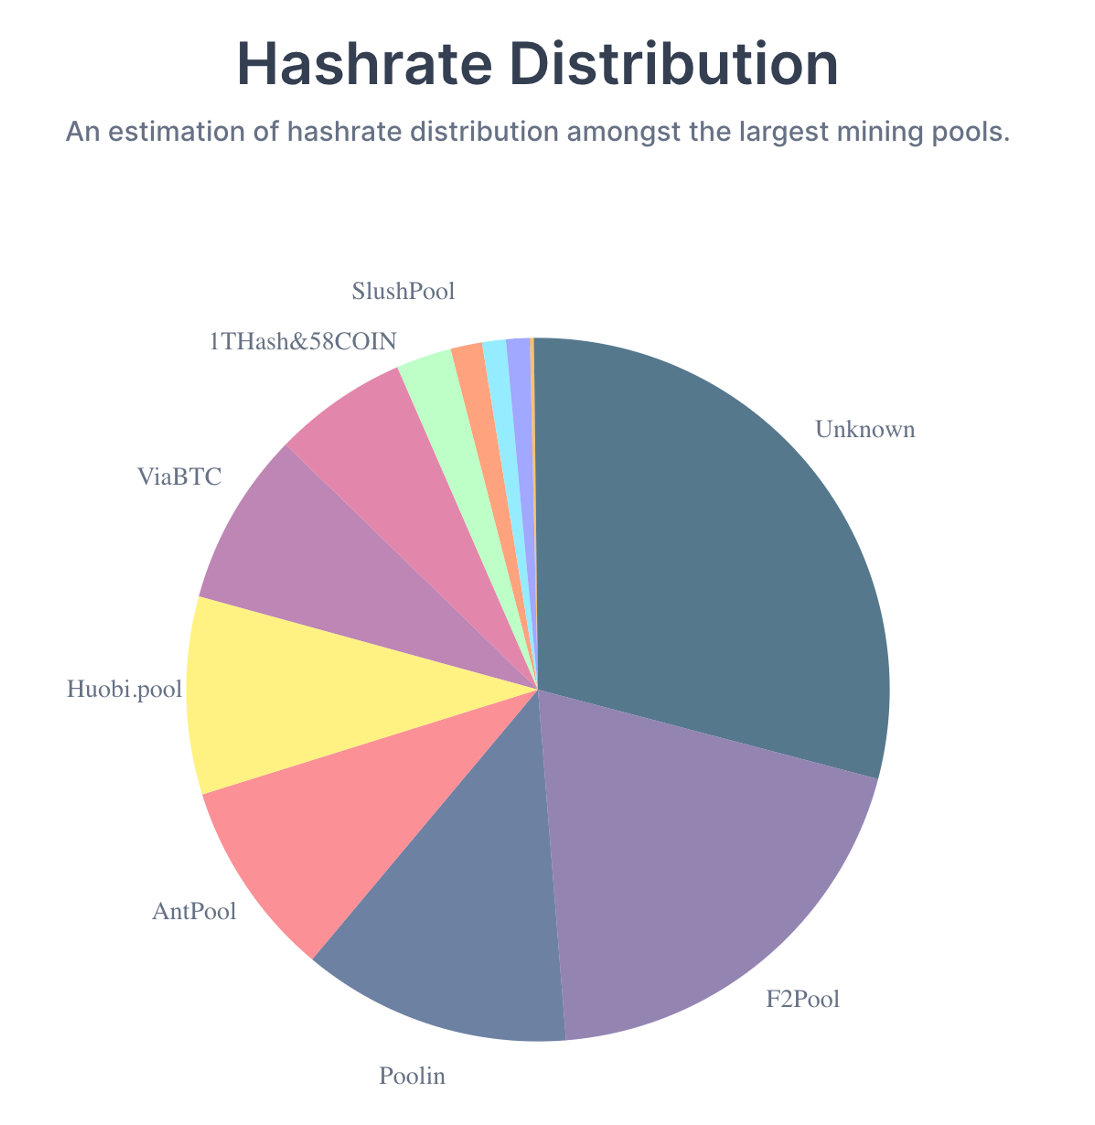 Hashrate Distribution
An estimation of hashrate distribution amongst the largest mining pools.
SlushPool
1THash&58COIN
Unknown
ViaBTC
Huobi.pool
AntPool
F2Pool
Poolin